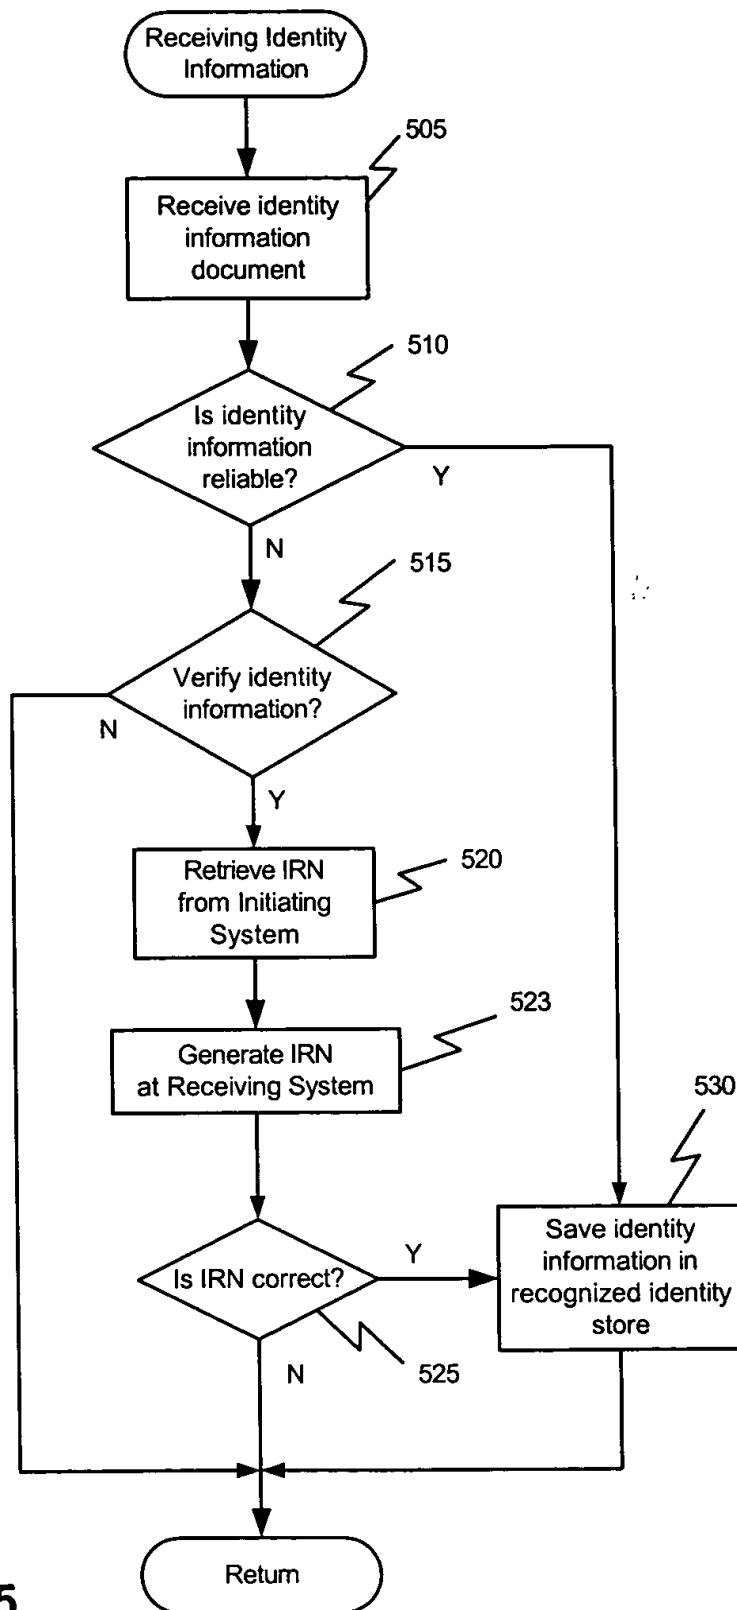 Receiving Identity
Information
505
Receive identity
information
document
510
Is identity
information
reliable?
Y
N
515
Verify identity
information?
N
Y
520
Retrieve IRN
from Initiating
System
523
Generate IRN
at Receiving System
530
Save identity
information in
recognized identity
store
Is IRN correct?
Y
N
525
Return
5